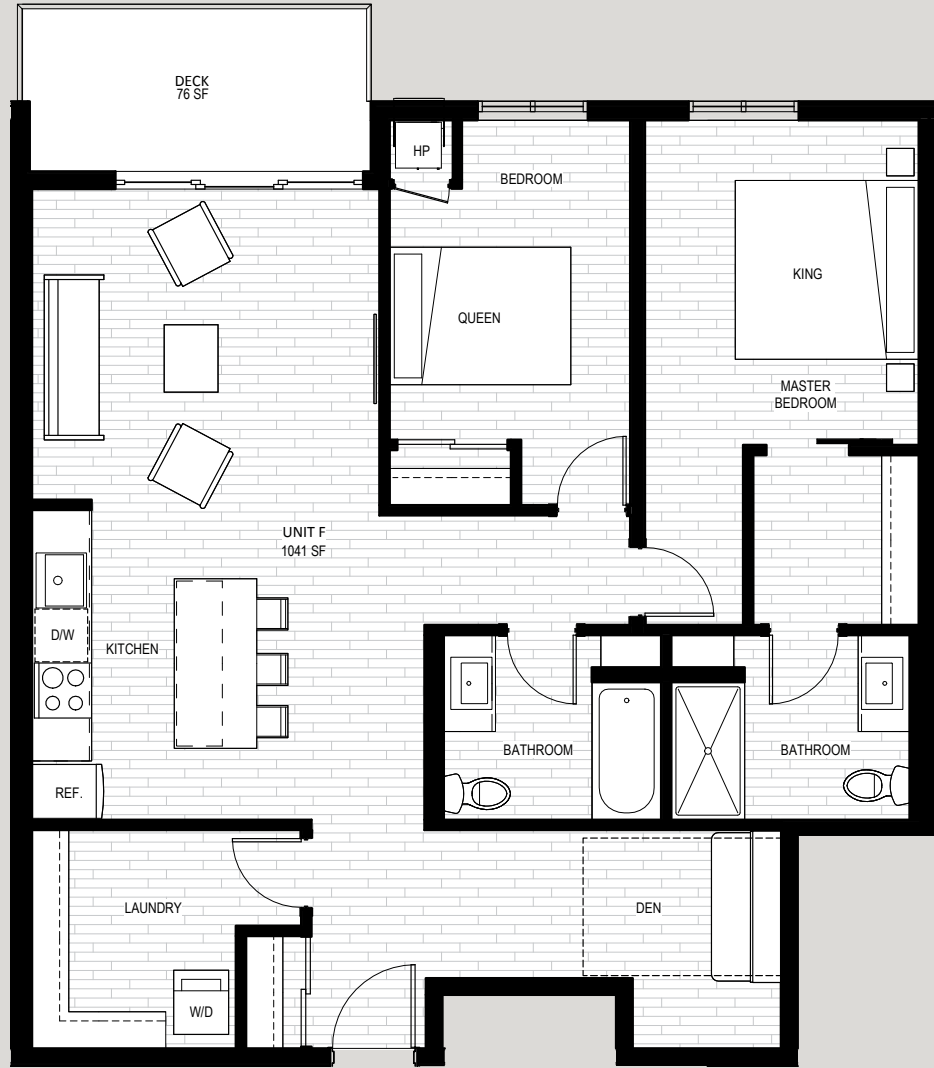 DECK
76 SF
HP
BEDROOM
QUEEN
KING
MASTER
BEDROOM
UNIT F
1041 SF
D/W
KITCHEN
REF.
BATHROOM
BATHROOM
LAUNDRY
DEN
W/D